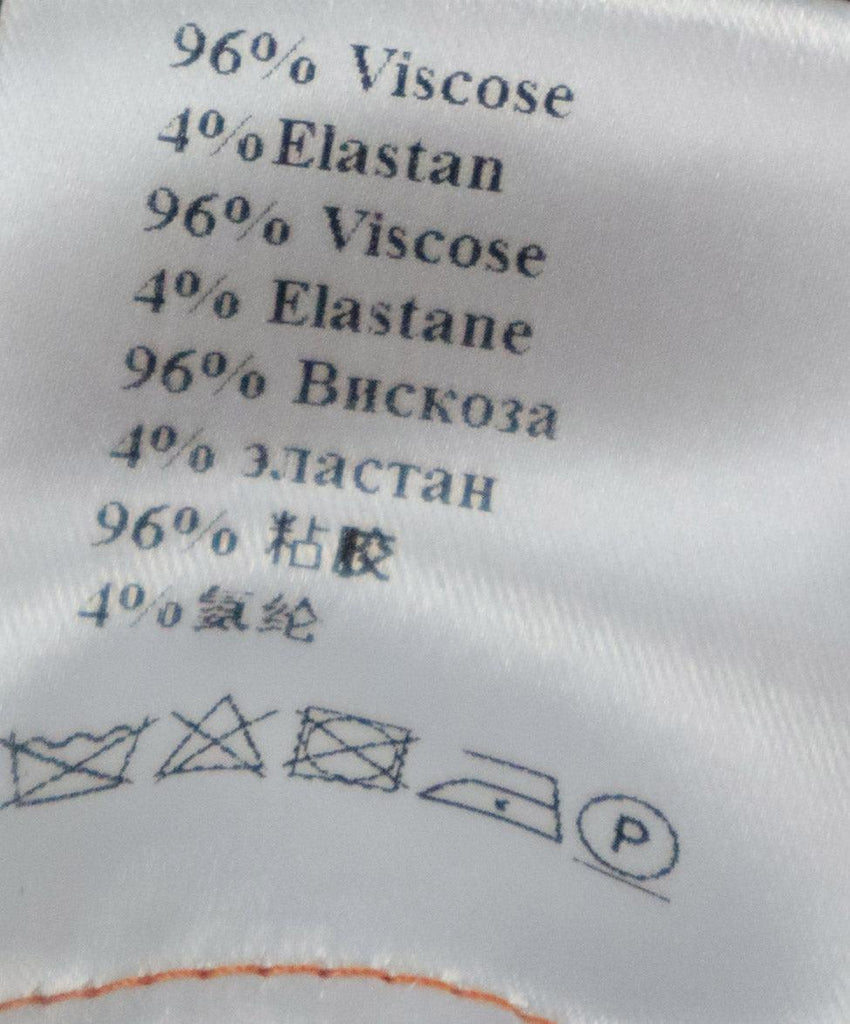 96% Viscose
4% Elastan
96% Viscose
4% Elastane
96% Вискоза
4% эластан
96% 粘胶
4% 氨纶
P